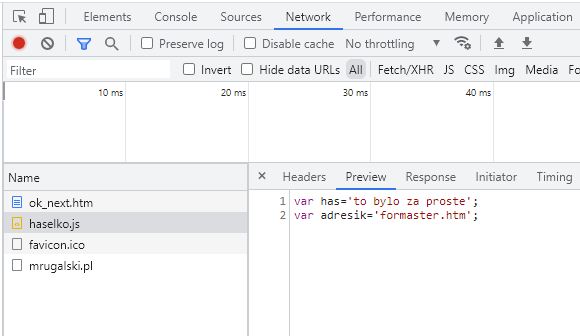 Elements Console Sources Network Performance Memory Application
Preserve log Disable cache No throttling
Filter Invert Hide data URLs All Fetch/XHR JS CSS Img Media Fo
10 ms 20 ms 30 ms 40 ms
Name × Headers Preview Response Initiator Timing
ok_next.htm
haselko.js
favicon.ico
mrugalski.pl
1 var has='to bylo za proste';
2 var adresik='formaster.htm';